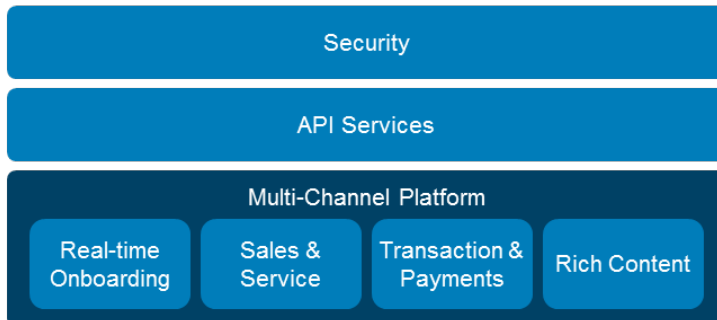 Security
API Services
Multi-Channel Platform
Real-time
Onboarding
Sales &
Service
Transaction &
Payments
Rich Content